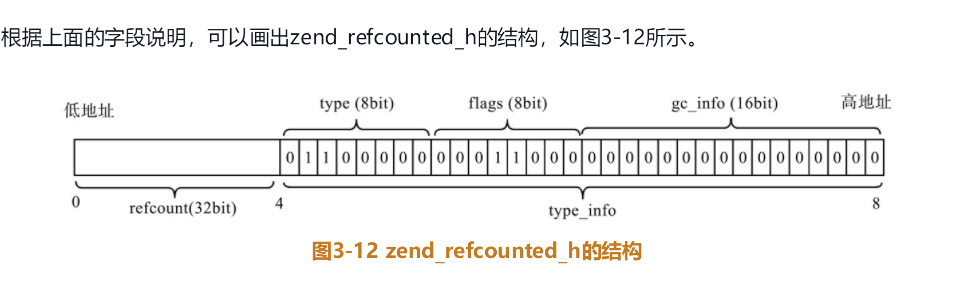 根据上面的字段说明，可以画出zend_refcounted_h的结构，如图3-12所示。
低地址 type (8bit) flags (8bit) gc_info (16bit) 高地址
0 1 1 0 0 0 0 0 0 0 0 1 1 0 0 0 0 0 0 0 0 0 0 0 0 0 0 0 0 0 0 0
0 refcount(32bit) 4 type_info 8
图3-12 zend_refcounted_h的结构